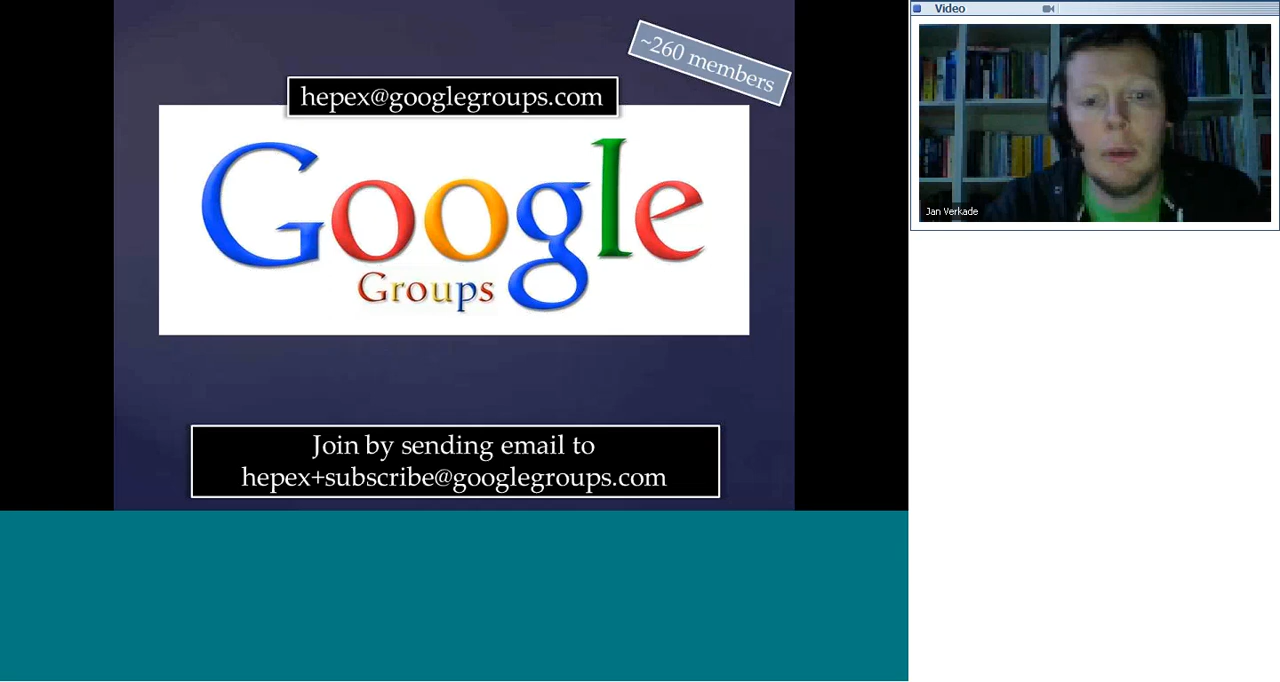 ~260 members
hepex@googlegroups.com
Google
Groups
Join by sending email to
hepex+subscribe@googlegroups.com
Video
Jan Verkade